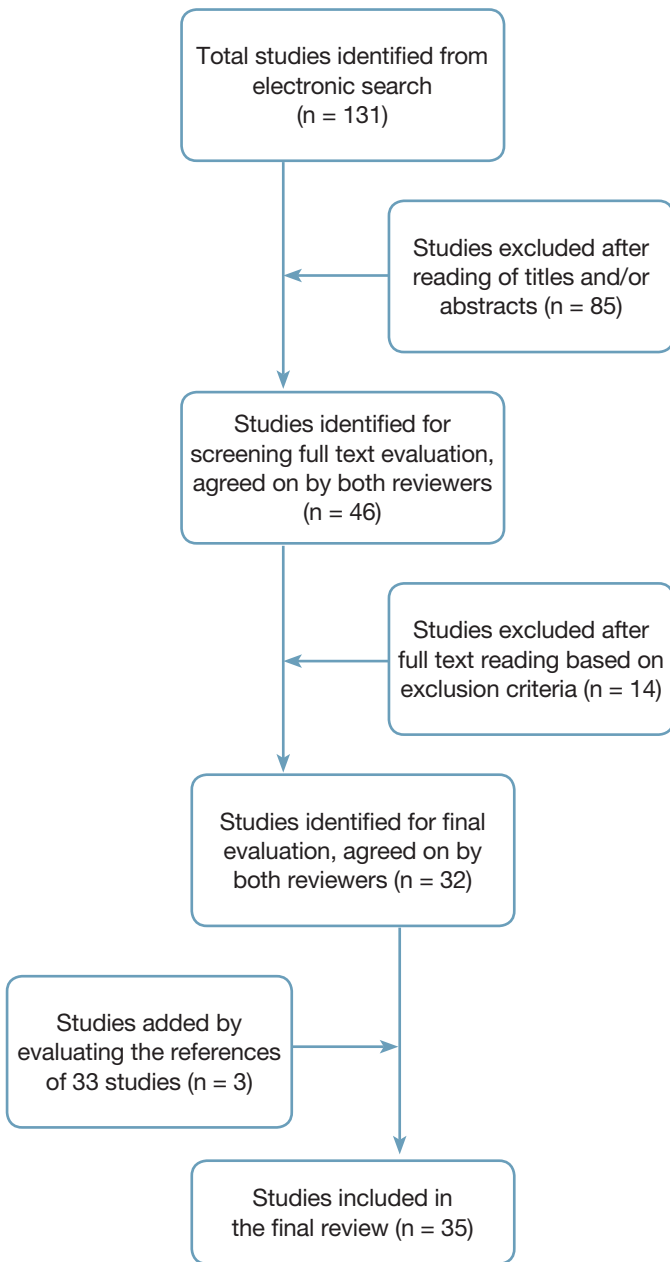 Total studies identified from
electronic search
(n = 131)
Studies excluded after
reading of titles and/or
abstracts (n = 85)
Studies identified for
screening full text evaluation,
agreed on by both reviewers
(n = 46)
Studies excluded after
full text reading based on
exclusion criteria (n = 14)
Studies identified for final
evaluation, agreed on by
both reviewers (n = 32)
Studies added by
evaluating the references
of 33 studies (n = 3)
Studies included in
the final review (n = 35)